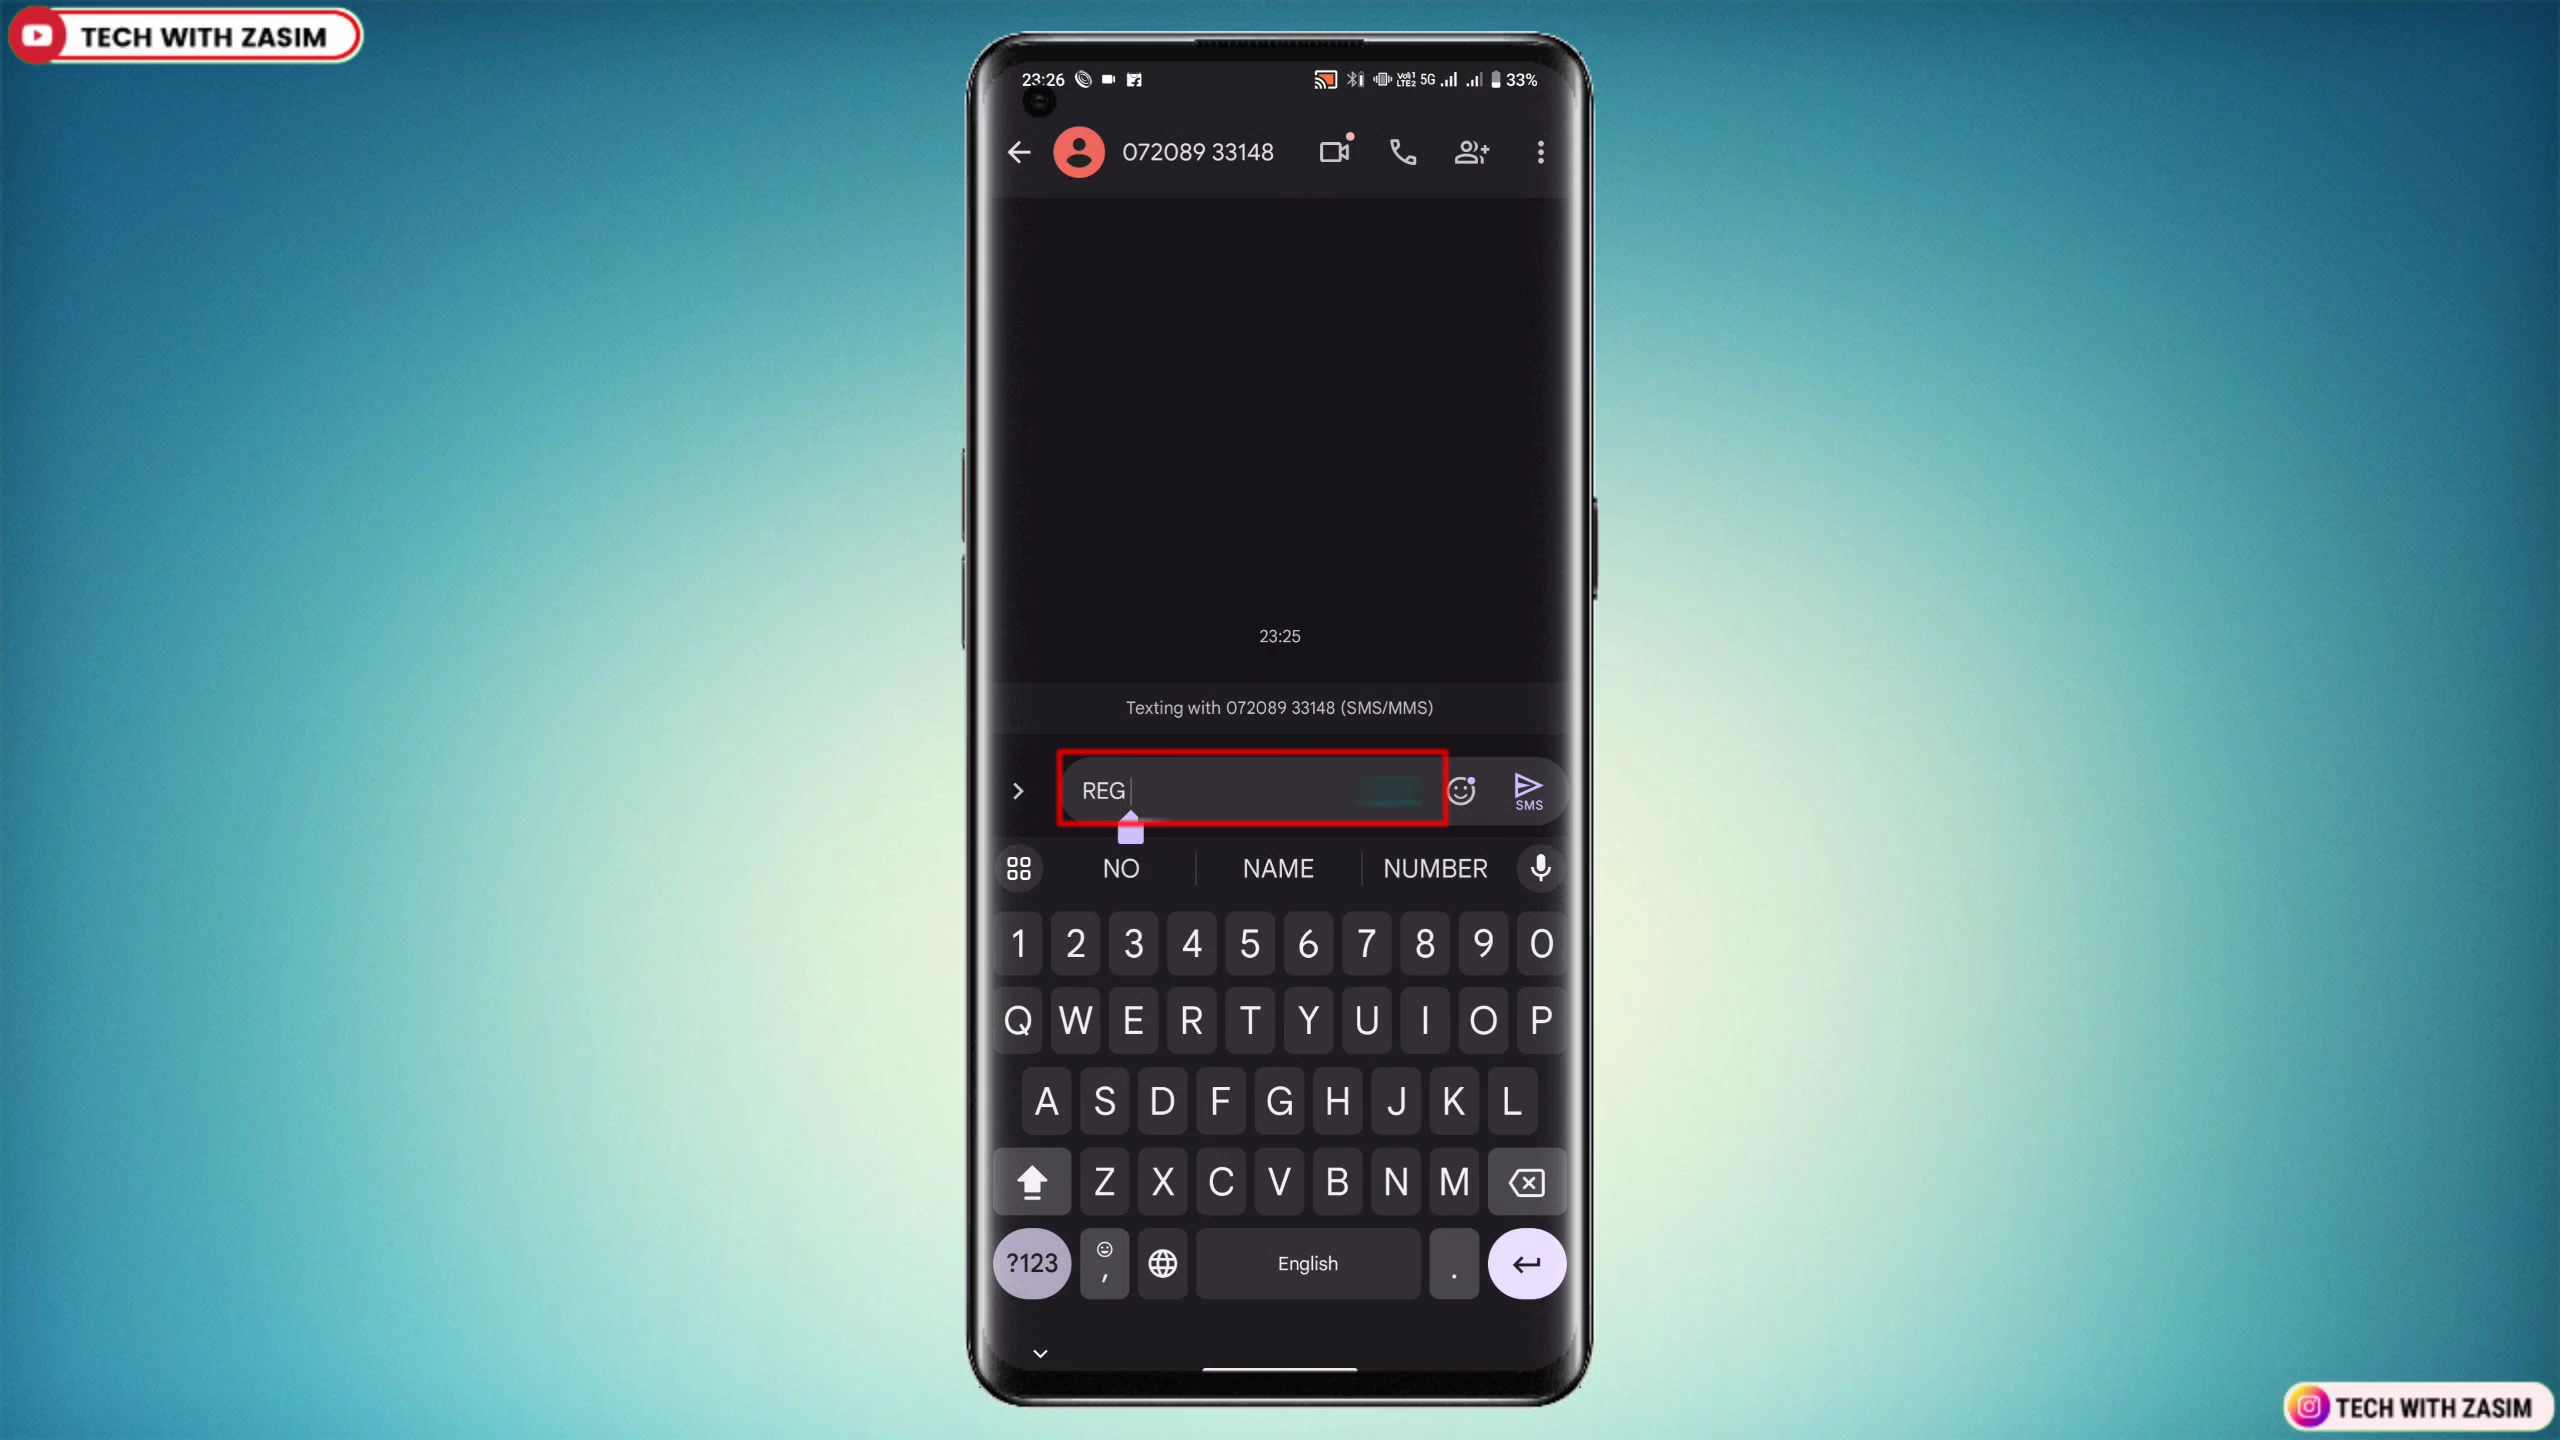 TECH WITH ZASIM
23:26
5G
33%
072089 33148
23:25
Texting with 072089 33148 (SMS/MMS)
REG
SMS
NO NAME NUMBER
1 2 3 4 5 6 7 8 9 0
Q W E R T Y U I O P
A S D F G H J K L
Z X C V B N M
?123 , English .
TECH WITH ZASIM